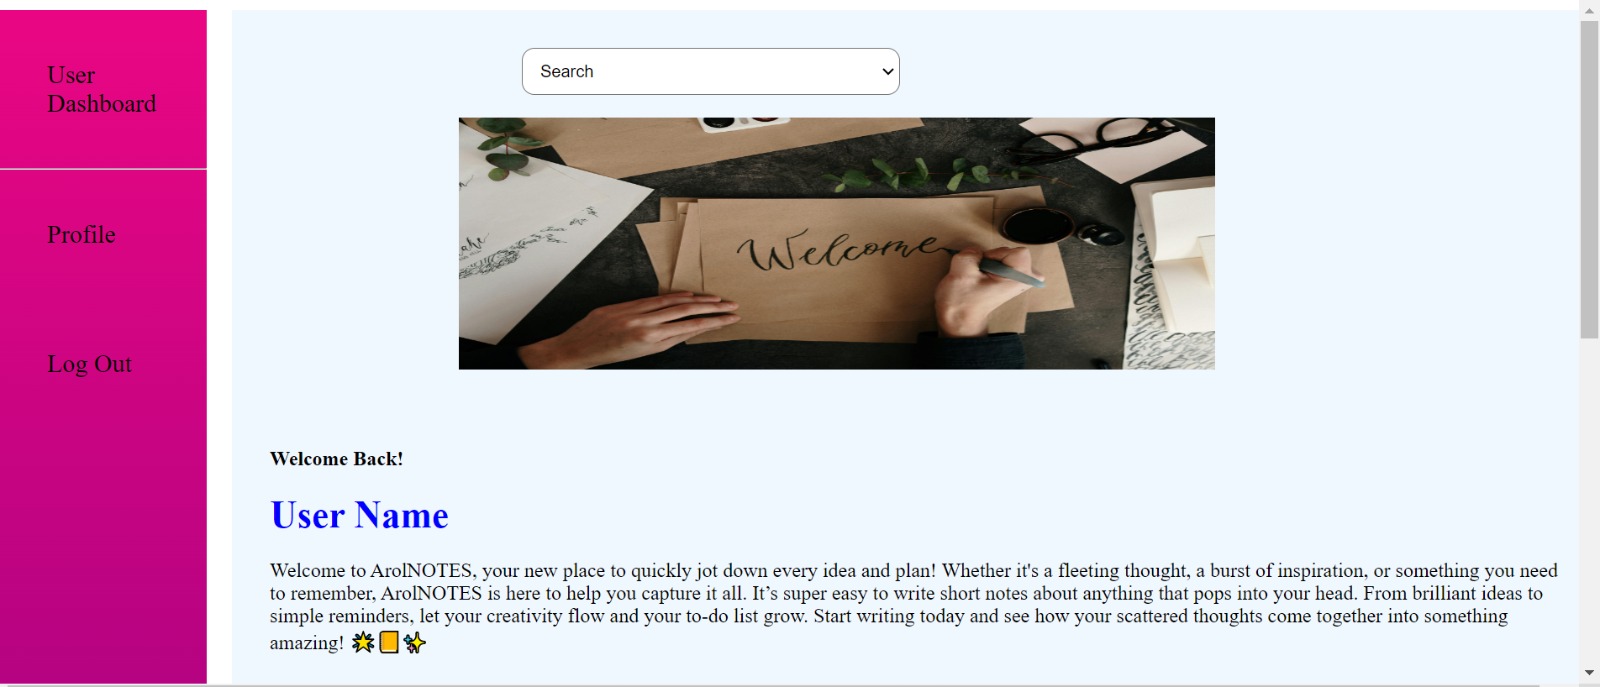 User
Dashboard
Profile
Log Out
Search
Welcome
Welcome Back!
User Name
Welcome to ArolNOTES, your new place to quickly jot down every idea and plan! Whether it's a fleeting thought, a burst of inspiration, or something you need
to remember, ArolNOTES is here to help you capture it all. It’s super easy to write short notes about anything that pops into your head. From brilliant ideas to
simple reminders, let your creativity flow and your to-do list grow. Start writing today and see how your scattered thoughts come together into something
amazing! 🌟📒✨